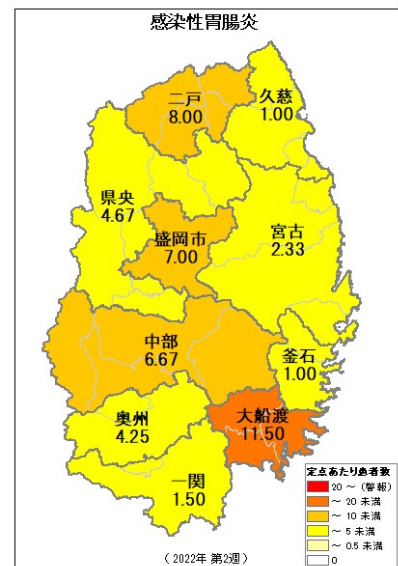 感染性胃腸炎
二戸
8.00
久慈
1.00
県央
4.67
盛岡市
7.00
宮古
2.33
中部
6.67
釜石
1.00
奥州
4.25
大船渡
11.50
一関
1.50
定点あたり患者数
20 ～ (警報)
～ 20 未満
～ 10 未満
～ 5 未満
～ 0.5 未満
0
( 2022年 第2週 )